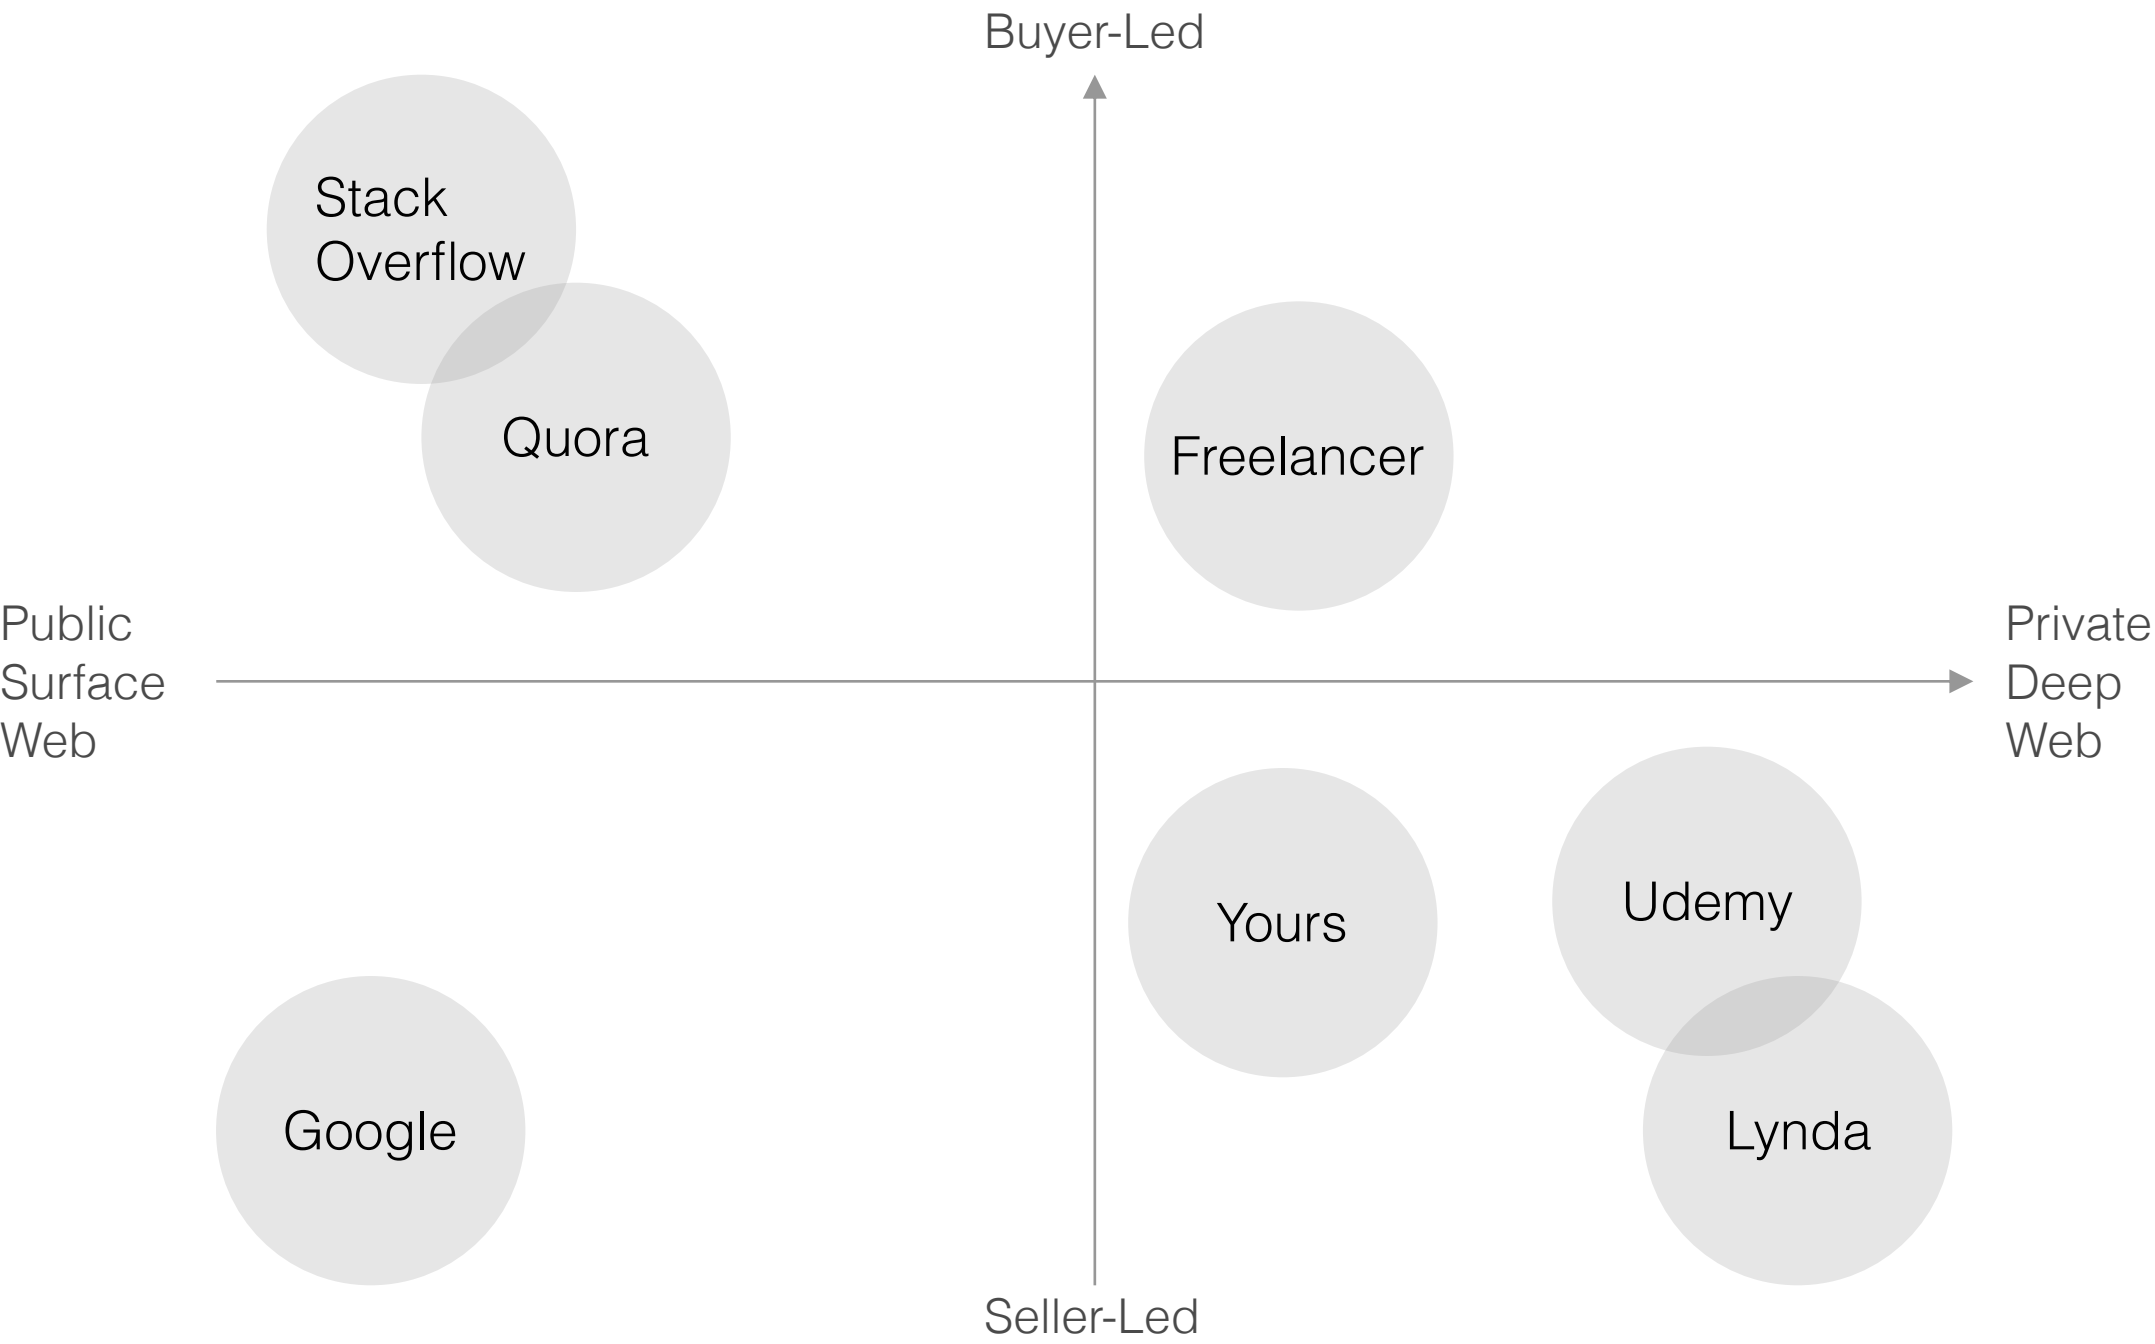 Buyer-Led
Stack
Overflow
Quora
Freelancer
Public
Surface
Web
Private
Deep
Web
Yours
Udemy
Google
Lynda
Seller-Led